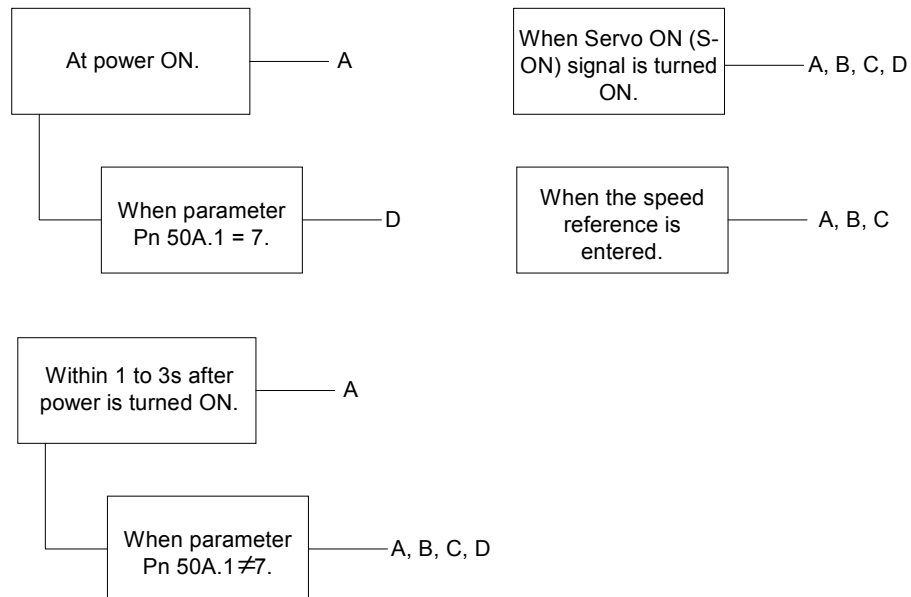 At power ON.
A
When parameter
Pn 50A.1 = 7.
D
When Servo ON (S-
ON) signal is turned
ON.
A, B, C, D
When the speed
reference is
entered.
A, B, C
Within 1 to 3s after
power is turned ON.
A
When parameter
Pn 50A.1≠7.
A, B, C, D